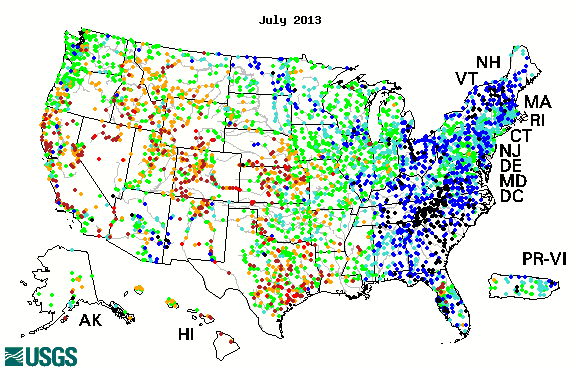 July 2013
NH
VT
MA
RI
CT
NJ
DE
MD
DC
PR-VI
AK
HI
USGS